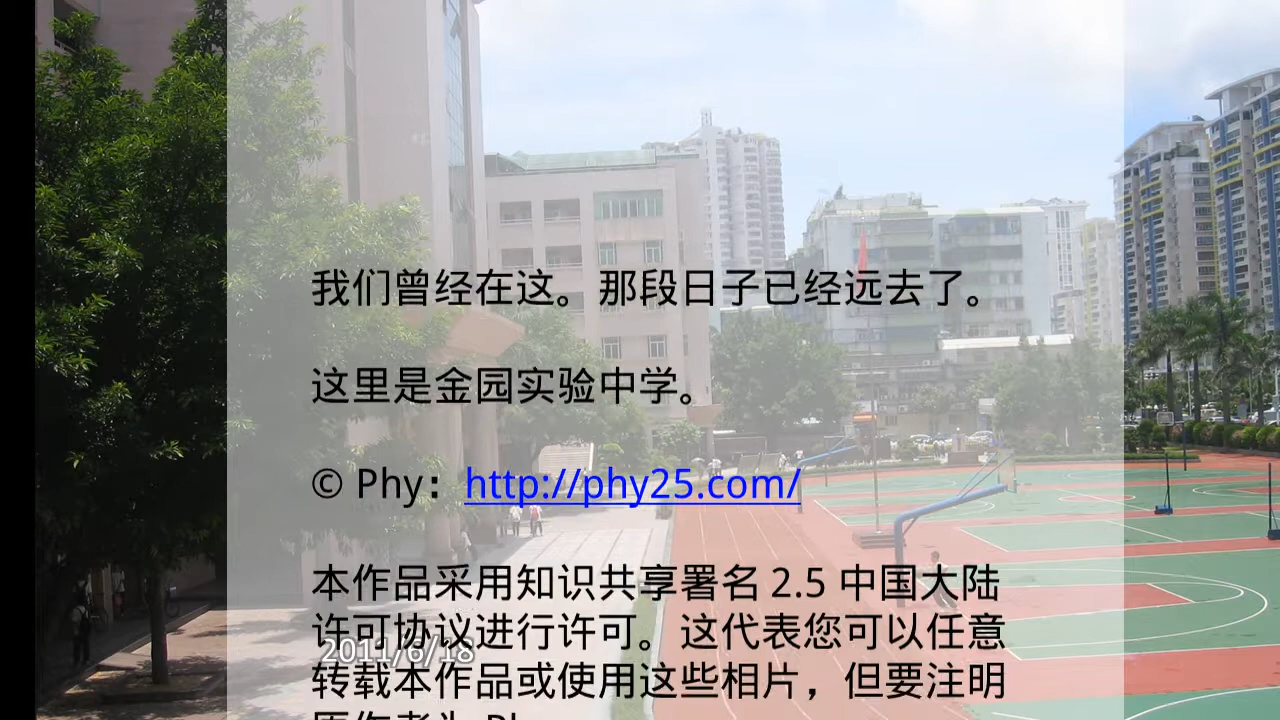 我们曾经在这。那段日子已经远去了。
这里是金园实验中学。
© Phy：http://phy25.com/
本作品采用知识共享署名 2.5 中国大陆
许可协议进行许可。这代表您可以任意
2011/6/18
转载本作品或使用这些相片，但要注明